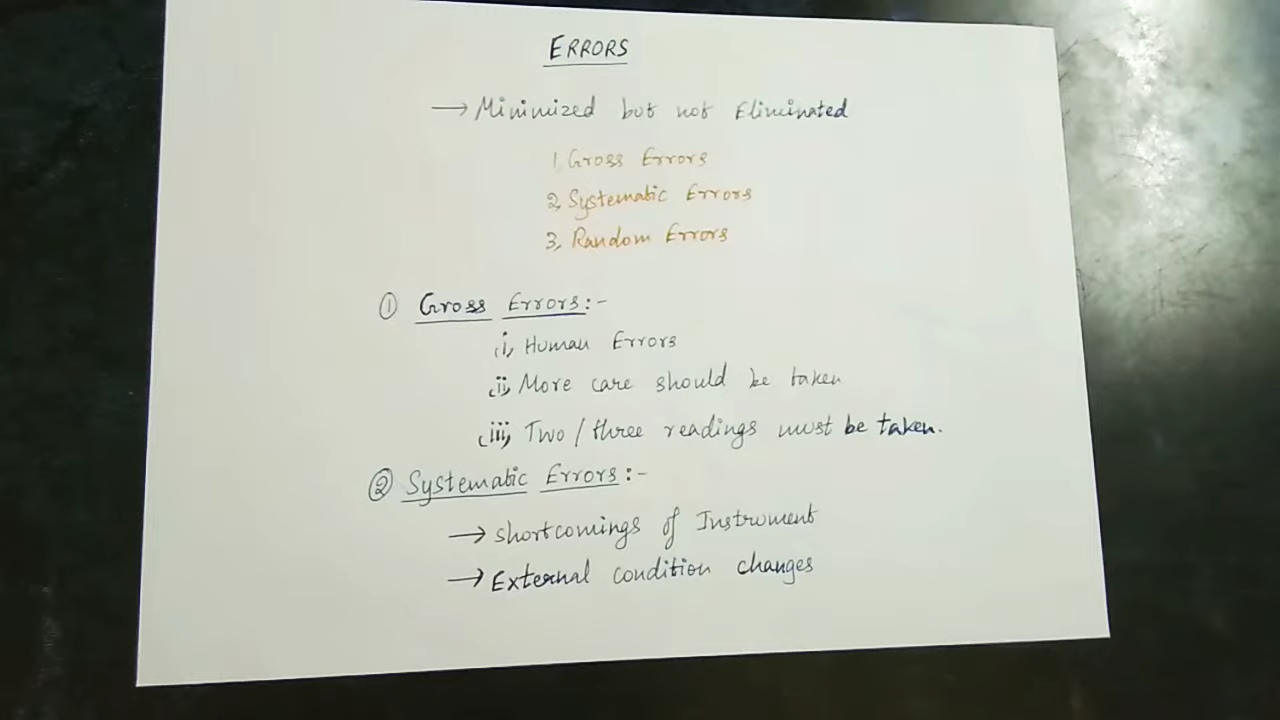 ERRORS
→ Minimized but not Eliminated
1, Gross Errors
2, Systematic Errors
3, Random Errors
① Gross Errors:-
(i) Human Errors
(ii) More care should be taken
(iii) Two / three readings must be taken.
② Systematic Errors:-
→ Shortcomings of Instrument
→ External condition changes